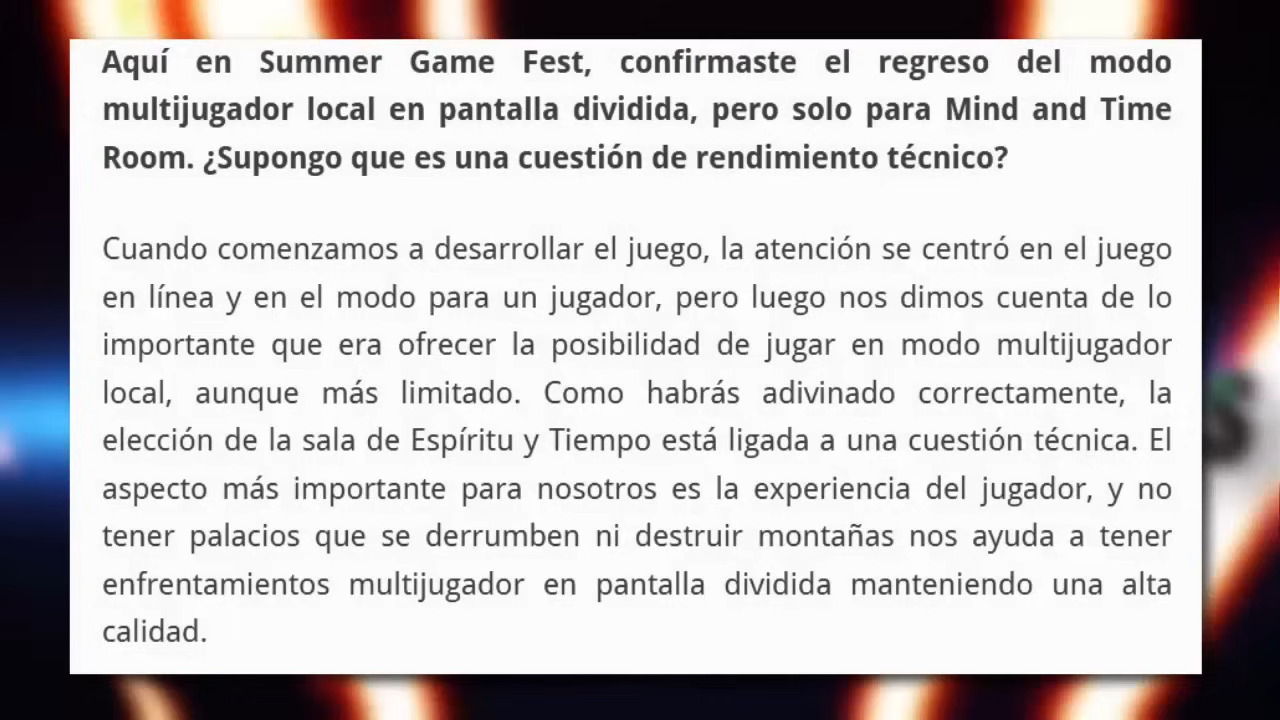 Aquí en Summer Game Fest, confirmaste el regreso del modo
multijugador local en pantalla dividida, pero solo para Mind and Time
Room. ¿Supongo que es una cuestión de rendimiento técnico?
Cuando comenzamos a desarrollar el juego, la atención se centró en el juego
en línea y en el modo para un jugador, pero luego nos dimos cuenta de lo
importante que era ofrecer la posibilidad de jugar en modo multijugador
local, aunque más limitado. Como habrás adivinado correctamente, la
elección de la sala de Espíritu y Tiempo está ligada a una cuestión técnica. El
aspecto más importante para nosotros es la experiencia del jugador, y no
tener palacios que se derrumben ni destruir montañas nos ayuda a tener
enfrentamientos multijugador en pantalla dividida manteniendo una alta
calidad.